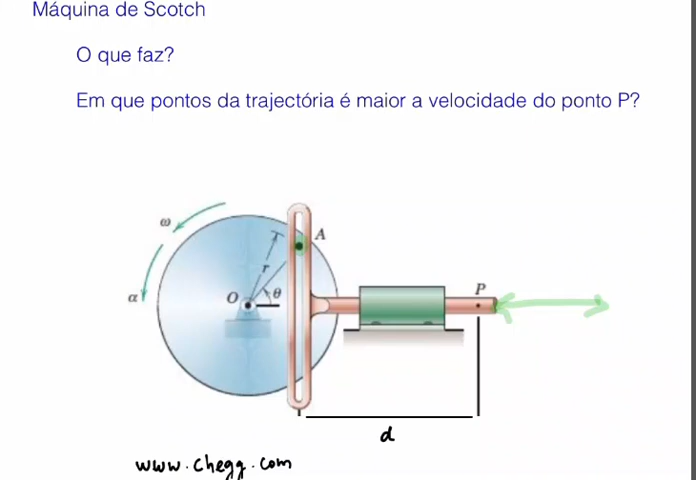 Máquina de Scotch
O que faz?
Em que pontos da trajectória é maior a velocidade do ponto P?
ω
A
r
α
O
θ
P
d
www.chegg.com